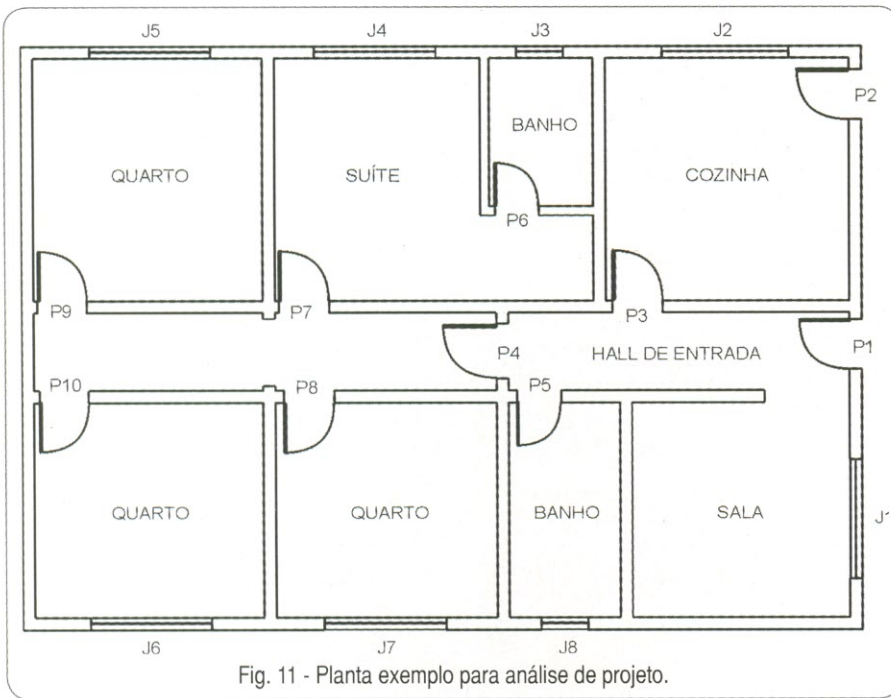 J5 J4 J3 J2
P2
BANHO
QUARTO SUÍTE COZINHA
P6
P9 P7 P3
P4 HALL DE ENTRADA P1
P10 P8 P5
QUARTO QUARTO BANHO SALA
J6 J7 J8
Fig. 11 - Planta exemplo para análise de projeto.